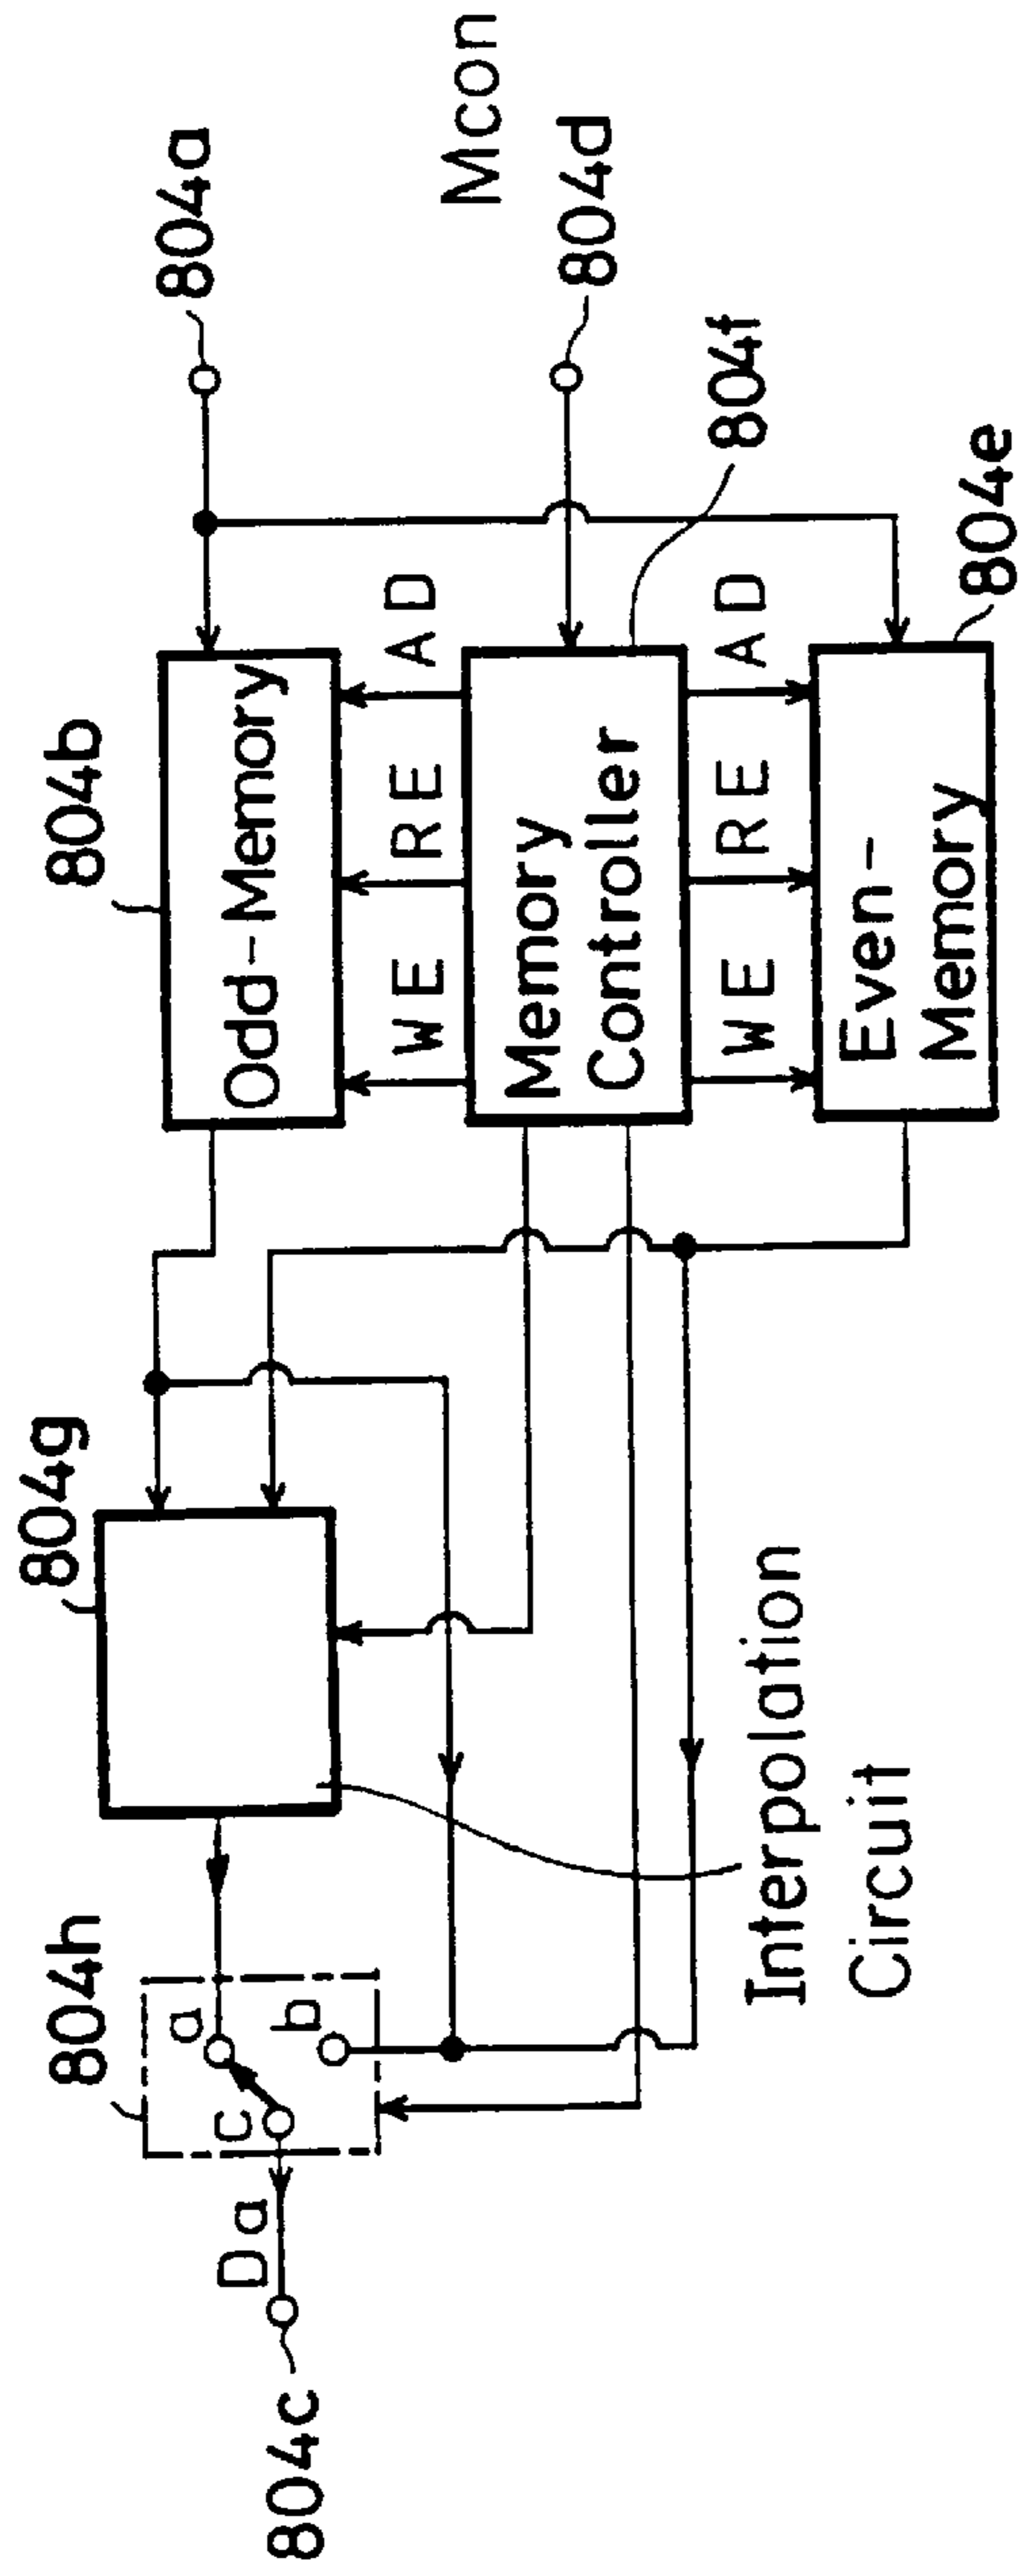 804h
804g
804b
804a
a
b
C
Da
804c
Odd-Memory
WE RE AD
Mcon
804d
Memory
Controller
804f
WE RE AD
Even-
Memory
804e
Interpolation
Circuit